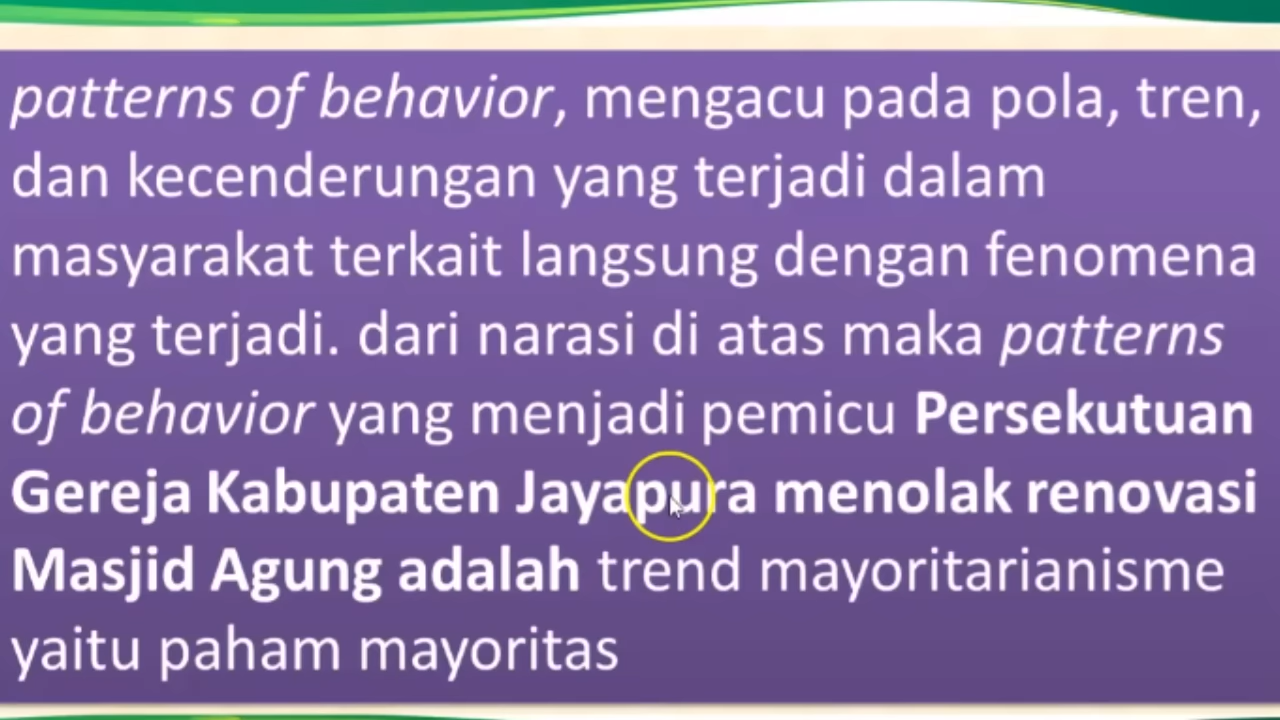 patterns of behavior, mengacu pada pola, tren,
dan kecenderungan yang terjadi dalam
masyarakat terkait langsung dengan fenomena
yang terjadi. dari narasi di atas maka patterns
of behavior yang menjadi pemicu Persekutuan
Gereja Kabupaten Jayapura menolak renovasi
Masjid Agung adalah trend mayoritarianisme
yaitu paham mayoritas